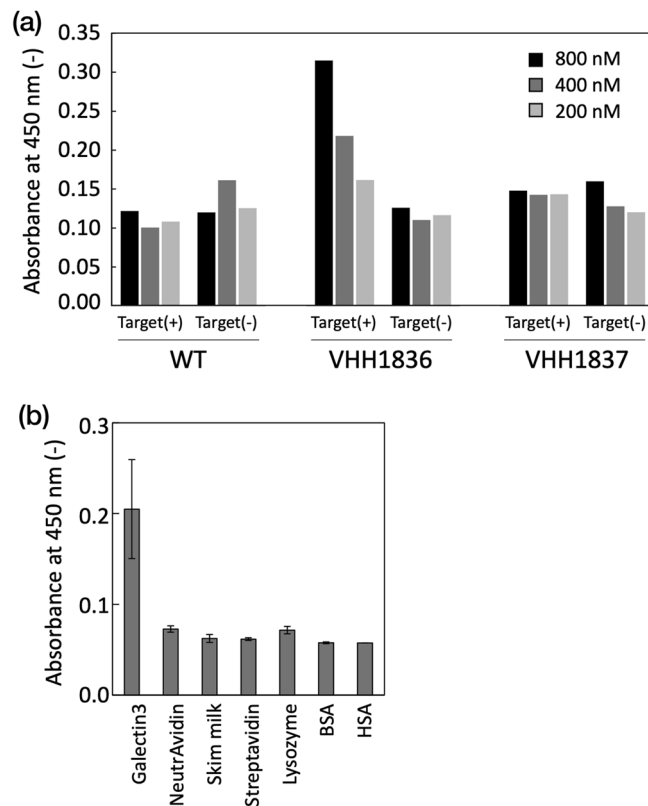 (a)
Absorbance at 450 nm (-)
0.35
0.30
0.25
0.20
0.15
0.10
0.05
0.00
800 nM
400 nM
200 nM
Target(+) Target(-) Target(+) Target(-) Target(+) Target(-)
WT VHH1836 VHH1837
(b)
Absorbance at 450 nm (-)
0.3
0.2
0.1
0.0
Galectin3
NeutrAvidin
Skim milk
Streptavidin
Lysozyme
BSA
HSA